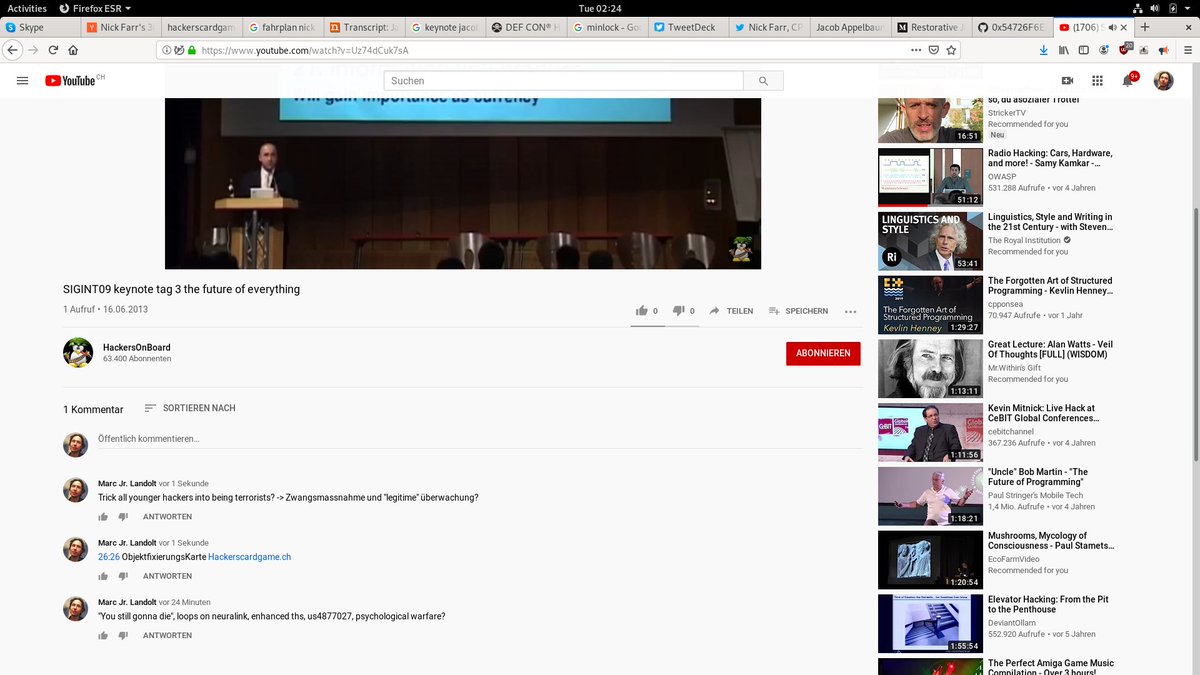 Activities Firefox ESR Tue 02:24
Skype Nick Farr's 3 hackerscardgam fahrplan nick Transcript: Ja keynote jacol DEF CON® H minlock - Goo TweetDeck Nick Farr, CP Jacob Appelbaur Restorative J 0x54726F6E (1706) S
https://www.youtube.com/watch?v=Uz74dCuk7sA
YouTube CH Suchen 9+
Will gain importance as currency
SIGINT09 keynote tag 3 the future of everything
1 Aufruf • 16.06.2013 0 0 TEILEN SPEICHERN
HackersOnBoard
63.400 Abonnenten
ABONNIEREN
1 Kommentar SORTIEREN NACH
Öffentlich kommentieren...
Marc Jr. Landolt vor 1 Sekunde
Trick all younger hackers into being terrorists? -> Zwangsmassnahme und "legitime" überwachung?
ANTWORTEN
Marc Jr. Landolt vor 1 Sekunde
26:26 ObjektfixierungsKarte Hackerscardgame.ch
ANTWORTEN
Marc Jr. Landolt vor 24 Minuten
"You still gonna die", loops on neuralink, enhanced ths, us4877027, psychological warfare?
ANTWORTEN
so, du asozialer Trottel
StrickerTV
Recommended for you
Neu
16:51
Radio Hacking: Cars, Hardware,
and more! - Samy Kamkar -...
OWASP
531.288 Aufrufe • vor 4 Jahren
51:12
LINGUISTICS AND
STYLE
Ri
53:41
Linguistics, Style and Writing in
the 21st Century - with Steven...
The Royal Institution
Recommended for you
The Forgotten Art of
Structured Programming
Kevlin Henney
1:29:27
The Forgotten Art of Structured
Programming - Kevlin Henney...
cpponsea
70.947 Aufrufe • vor 1 Jahr
1:13:11
Great Lecture: Alan Watts - Veil
Of Thoughts [FULL] (WISDOM)
Mr.Within's Gift
Recommended for you
1:11:56
Kevin Mitnick: Live Hack at
CeBIT Global Conferences...
cebitchannel
367.236 Aufrufe • vor 4 Jahren
1:18:21
"Uncle" Bob Martin - "The
Future of Programming"
Paul Stringer's Mobile Tech
1,4 Mio. Aufrufe • vor 4 Jahren
1:20:54
Mushrooms, Mycology of
Consciousness - Paul Stamets...
EcoFarmVideo
Recommended for you
1:55:54
Elevator Hacking: From the Pit
to the Penthouse
DeviantOllam
552.920 Aufrufe • vor 5 Jahren
The Perfect Amiga Game Music
Compilation - Over 3 hours!